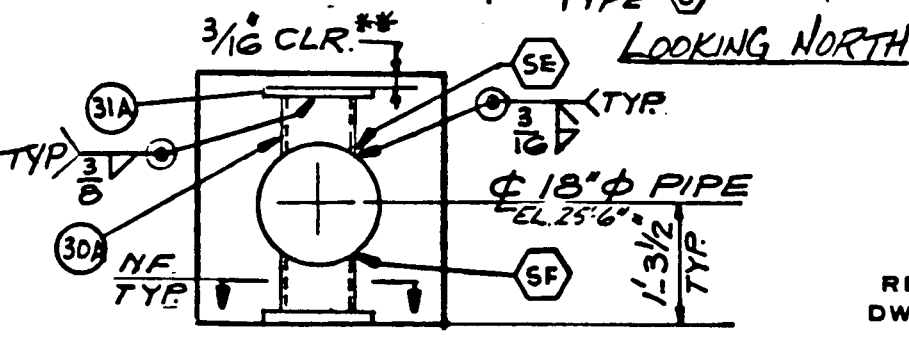 TYPE C
LOOKING NORTH
3/16" CLR.**
SE
31A
TYP.
3/16
TYP.
3/8
℄ 18"Ø PIPE
EL. 25'-6"±
30A
1'-3 1/2"
TYP.
NF
TYP.
SF
DW